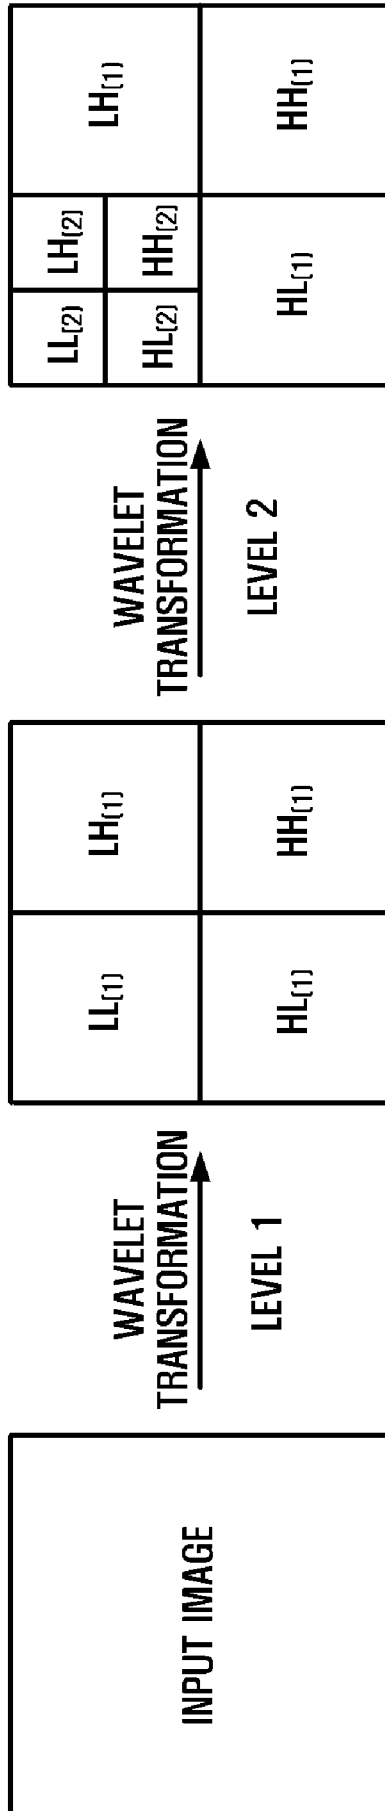 INPUT IMAGE
WAVELET
TRANSFORMATION
LEVEL 1
LL(1)
LH(1)
HL(1)
HH(1)
WAVELET
TRANSFORMATION
LEVEL 2
LL(2)
LH(2)
LH(1)
HL(2)
HH(2)
HL(1)
HH(1)